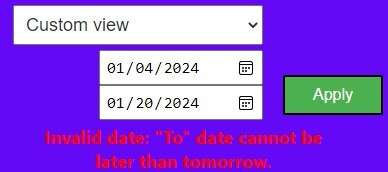 Custom view
01/04/2024
01/20/2024
Apply
Invalid date: "To" date cannot be
later than tomorrow.